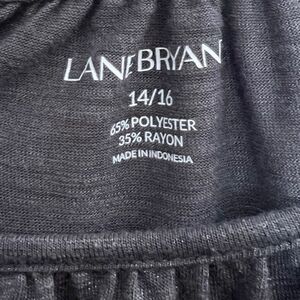 LANE BRYAN
14/16
65% POLYESTER
35% RAYON
MADE IN INDONESIA